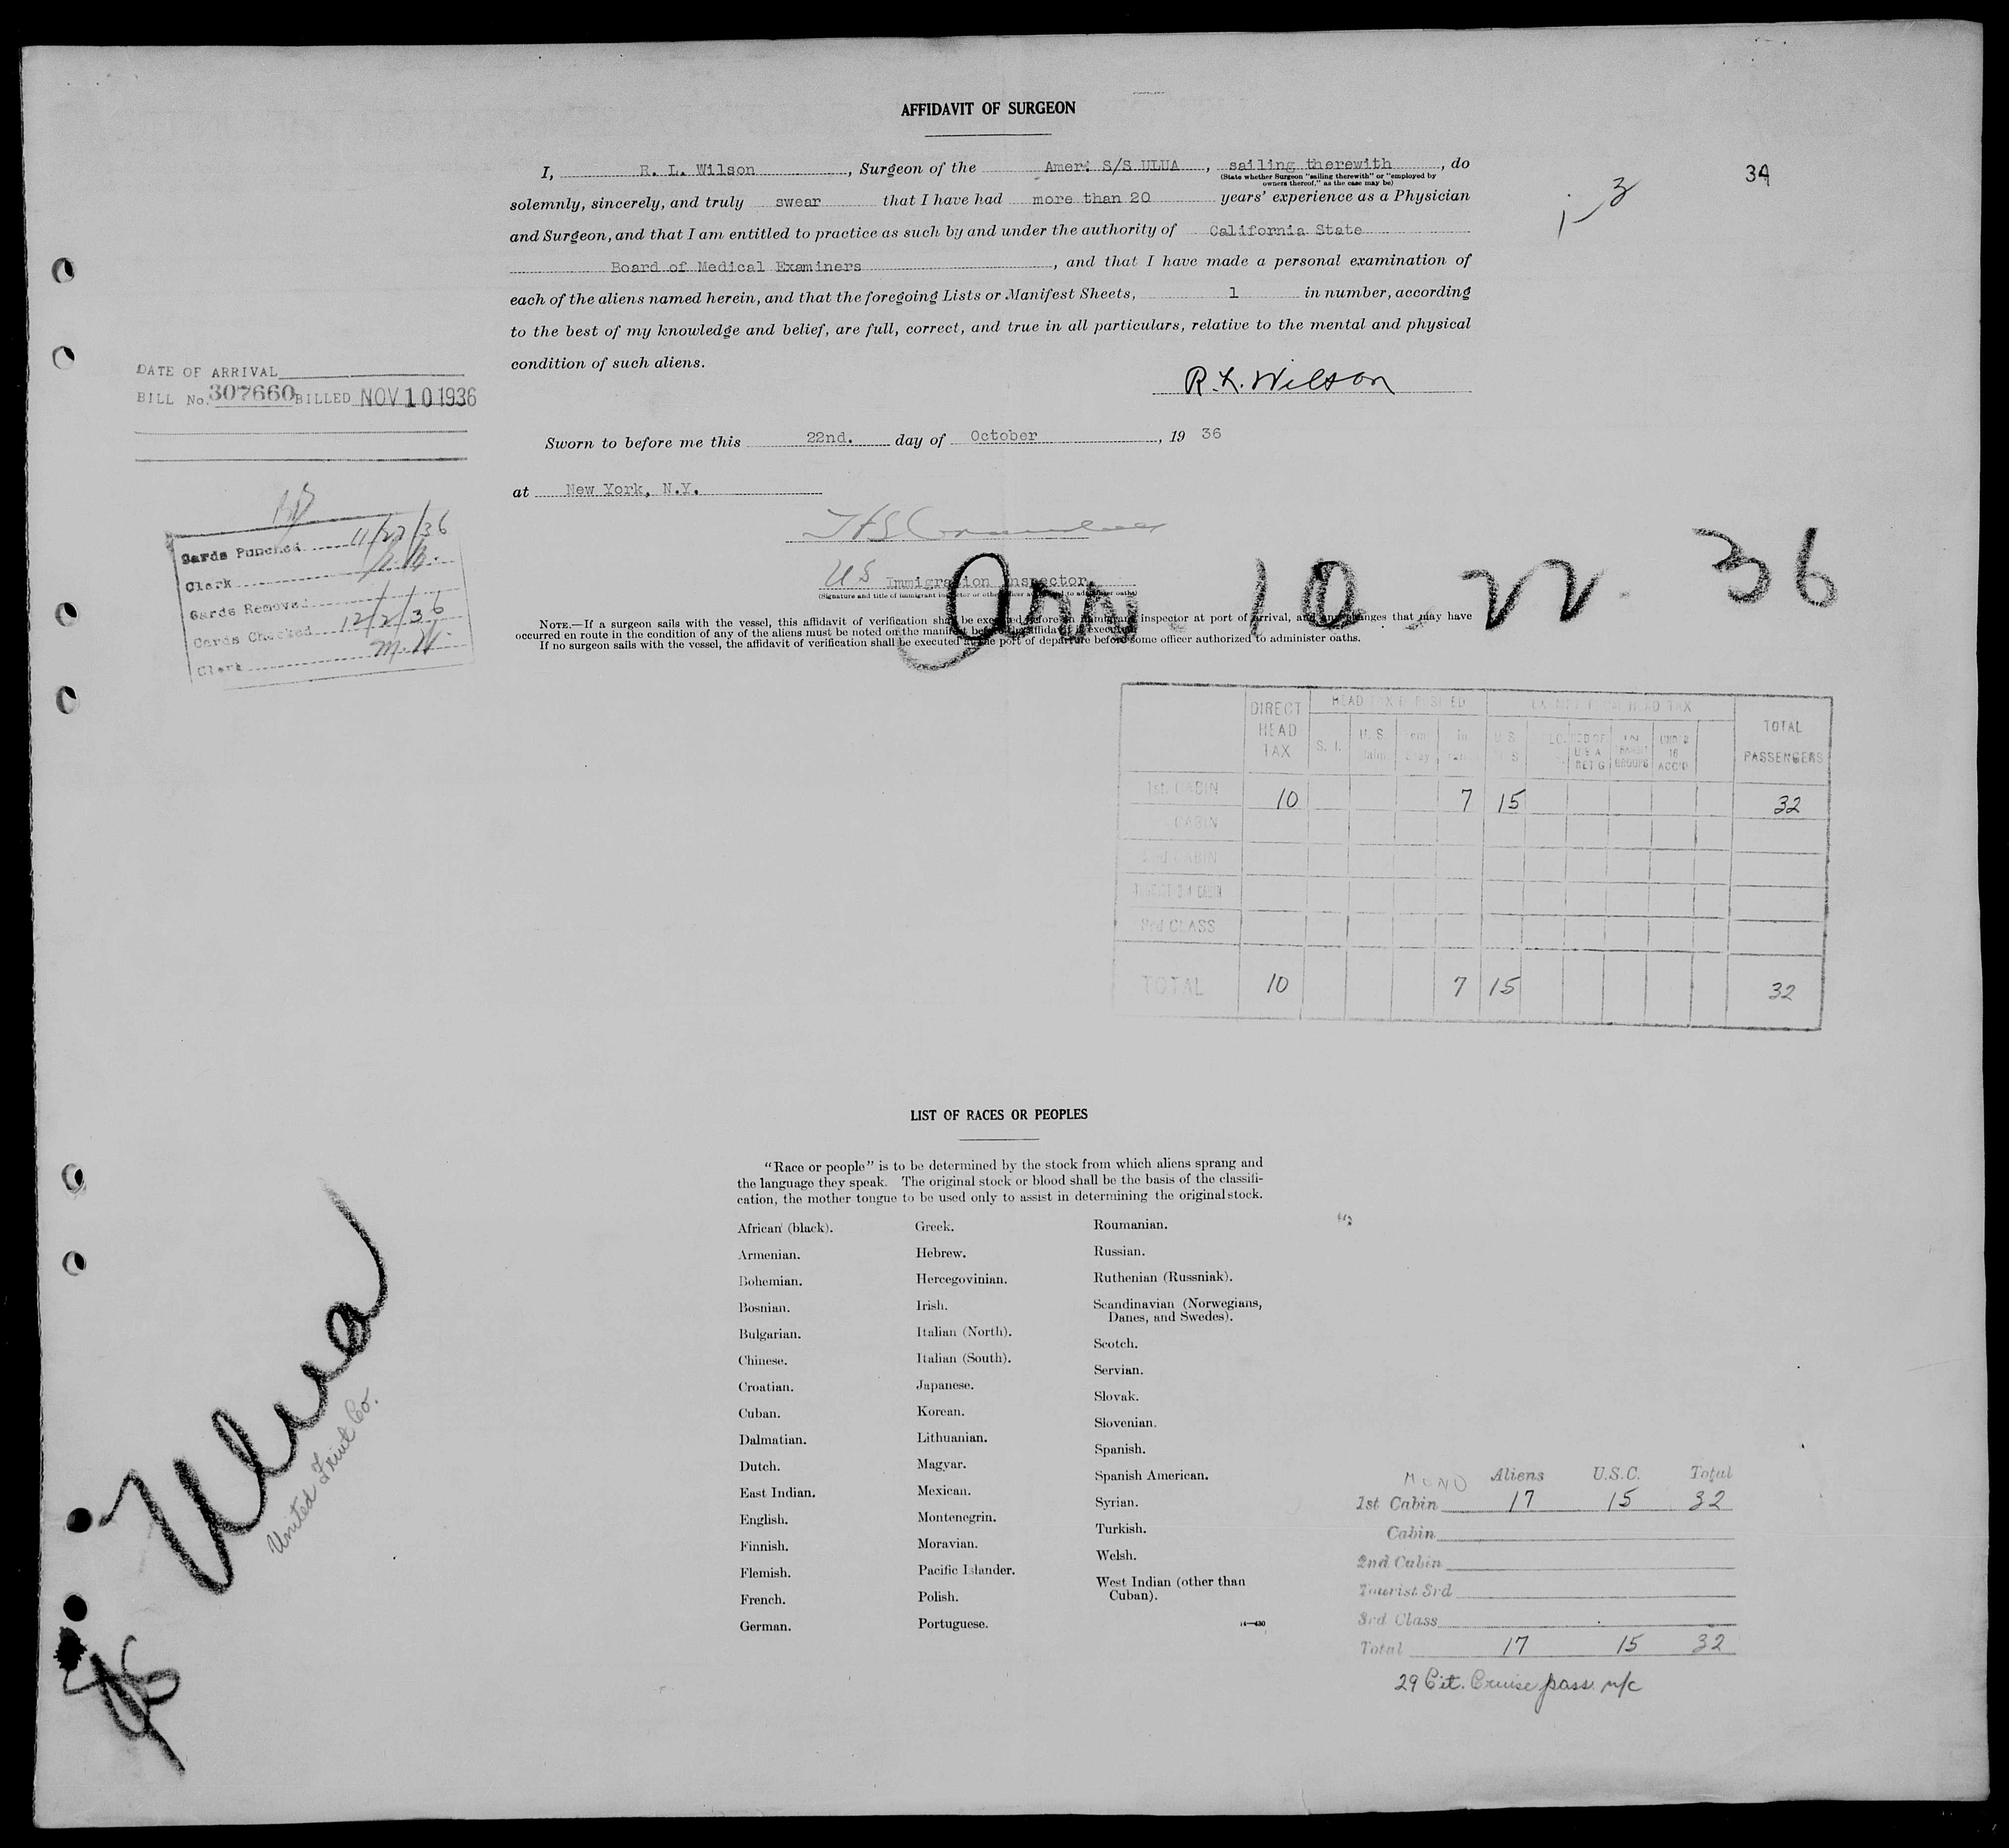 AFFIDAVIT OF SURGEON
I, R. L. Wilson, Surgeon of the Amer. S/S ULUA, sailing therewith, do
(State whether Surgeon "sailing therewith" or "employed by
owners thereof," as the case may be)
34
3
solemnly, sincerely, and truly swear that I have had more than 20 years' experience as a Physician
and Surgeon, and that I am entitled to practice as such by and under the authority of California State
Board of Medical Examiners, and that I have made a personal examination of
each of the aliens named herein, and that the foregoing Lists or Manifest Sheets, 1 in number, according
to the best of my knowledge and belief, are full, correct, and true in all particulars, relative to the mental and physical
condition of such aliens.
R. L. Wilson
DATE OF ARRIVAL
BILL No. 307660 BILLED NOV 10 1936
Sworn to before me this 22nd. day of October, 19 36
at New York, N.Y.
US Immigration Inspector
(Signature and title of immigrant inspector or other officer authorized to administer oaths)
Arr. 10 22 36
Cards Punched 11/27/36
Clerk
Cards Removed
Cards Checked 12/2/36
Clerk M.W.
NOTE.—If a surgeon sails with the vessel, this affidavit of verification shall be executed before an immigrant inspector at port of arrival, and any changes that may have
occurred en route in the condition of any of the aliens must be noted on the manifest before the affidavit is executed.
If no surgeon sails with the vessel, the affidavit of verification shall be executed at the port of departure before some officer authorized to administer oaths.
DIRECT HEAD TAX
HEAD TAX
S. I.
U. S.
in
HEAD TAX
U. S.
U S A
IN
GROUPS
UNDER 16 ACC'D
TOTAL PASSENGERS
1st. CABIN 10 7 15 32
CABIN
2nd CABIN
3rd CLASS
TOTAL 10 7 15 32
LIST OF RACES OR PEOPLES
"Race or people" is to be determined by the stock from which aliens sprang and
the language they speak. The original stock or blood shall be the basis of the classifi-
cation, the mother tongue to be used only to assist in determining the original stock.
African (black).
Armenian.
Bohemian.
Bosnian.
Bulgarian.
Chinese.
Croatian.
Cuban.
Dalmatian.
Dutch.
East Indian.
English.
Finnish.
Flemish.
French.
German.
Greek.
Hebrew.
Hercegovinian.
Irish.
Italian (North).
Italian (South).
Japanese.
Korean.
Lithuanian.
Magyar.
Mexican.
Montenegrin.
Moravian.
Pacific Islander.
Polish.
Portuguese.
Roumanian.
Russian.
Ruthenian (Russniak).
Scandinavian (Norwegians,
Danes, and Swedes).
Scotch.
Servian.
Slovak.
Slovenian.
Spanish.
Spanish American.
Syrian.
Turkish.
Welsh.
West Indian (other than
Cuban).
Ulua
United Fruit Co.
Aliens U.S.C. Total
1st Cabin 17 15 32
Cabin
2nd Cabin
Tourist 3rd
3rd Class
Total 17 15 32
29 Cit. Cruise pass. n/c